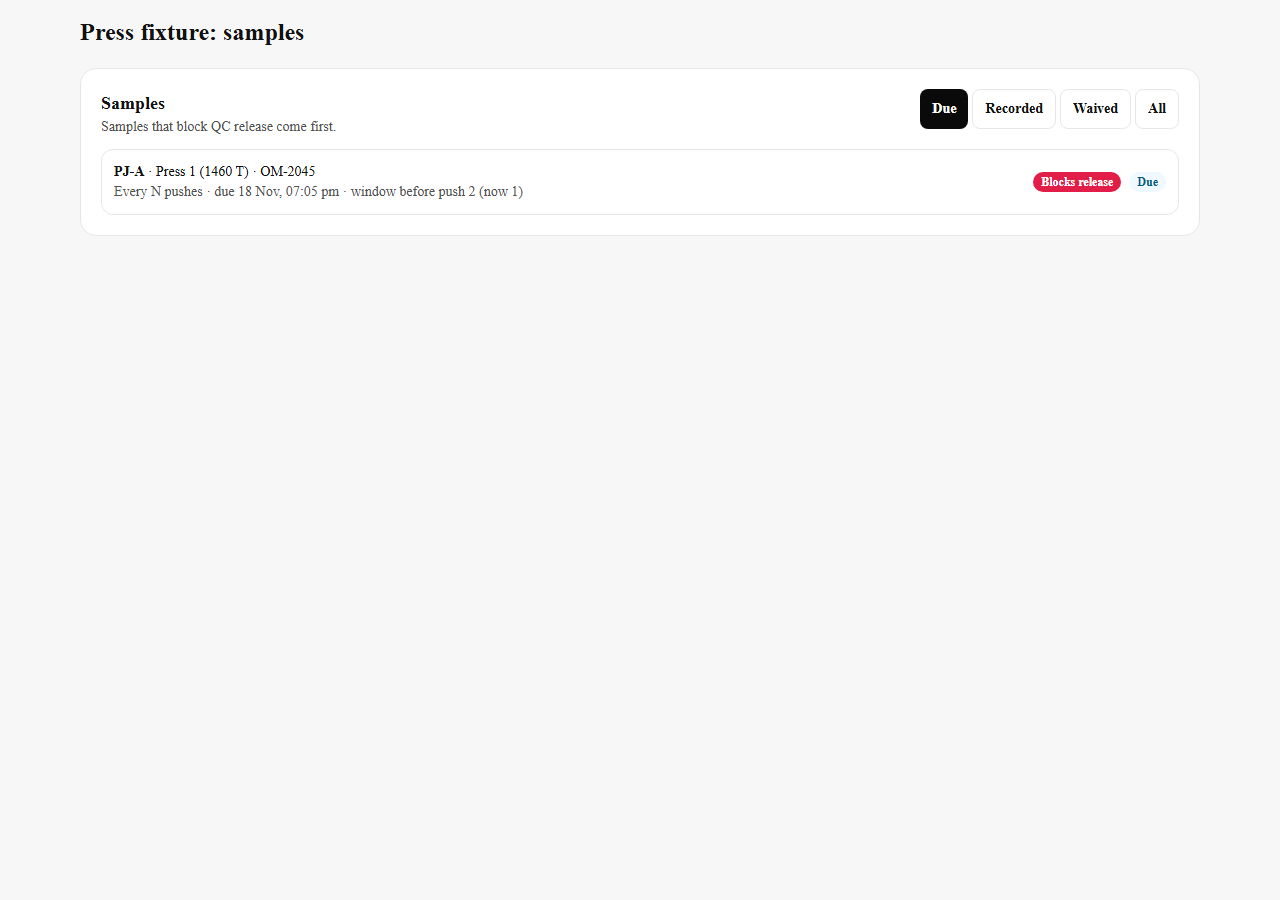 Press fixture: samples
Samples
Samples that block QC release come first.
Due
Recorded
Waived
All
PJ-A · Press 1 (1460 T) · OM-2045
Every N pushes · due 18 Nov, 07:05 pm · window before push 2 (now 1)
Blocks release
Due